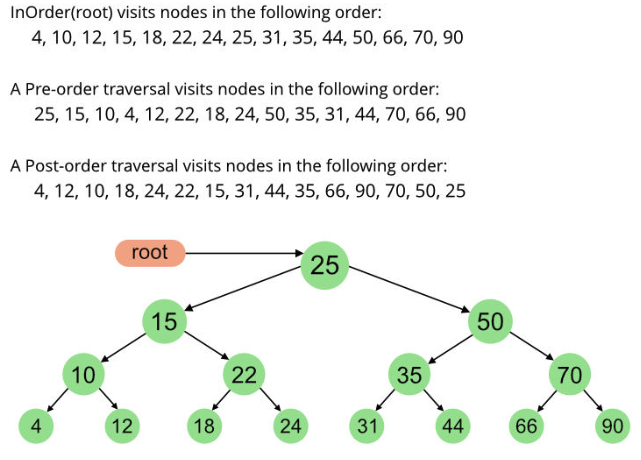 InOrder(root) visits nodes in the following order:
4, 10, 12, 15, 18, 22, 24, 25, 31, 35, 44, 50, 66, 70, 90
A Pre-order traversal visits nodes in the following order:
25, 15, 10, 4, 12, 22, 18, 24, 50, 35, 31, 44, 70, 66, 90
A Post-order traversal visits nodes in the following order:
4, 12, 10, 18, 24, 22, 15, 31, 44, 35, 66, 90, 70, 50, 25
root
25
15 50
10 22 35 70
4 12 18 24 31 44 66 90